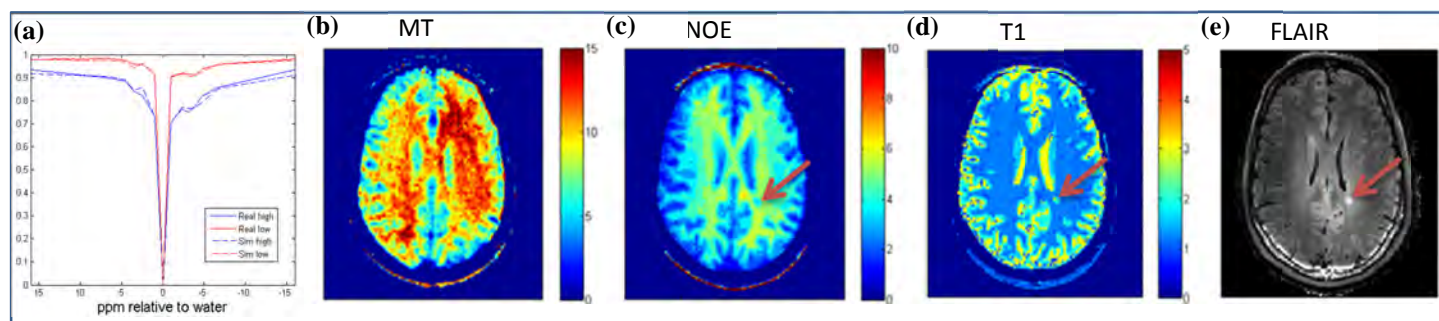 (a)
1
0.9
0.8
0.7
0.6
0.5
0.4
0.3
0.2
0.1
0
15
5
0
-5
-15
ppm relative to water
Real high
Real low
Sim high
Sim low
(b)
MT
15
10
5
0
(c)
NOE
10
8
6
4
2
0
(d)
T1
5
4
3
2
1
0
(e)
FLAIR